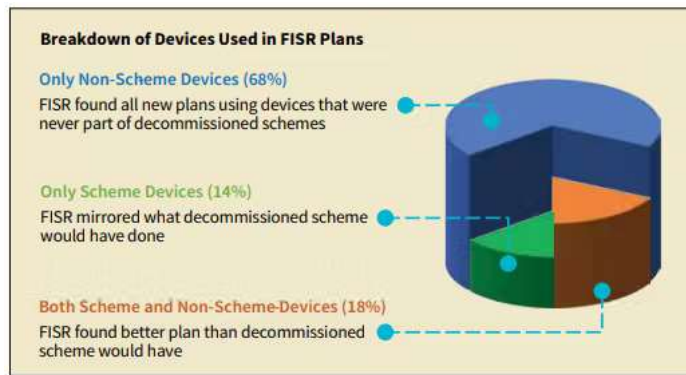 Breakdown of Devices Used in FISR Plans
Only Non-Scheme Devices (68%)
FISR found all new plans using devices that were
never part of decommissioned schemes
Only Scheme Devices (14%)
FISR mirrored what decommissioned scheme
would have done
Both Scheme and Non-Scheme-Devices (18%)
FISR found better plan than decommissioned
scheme would have